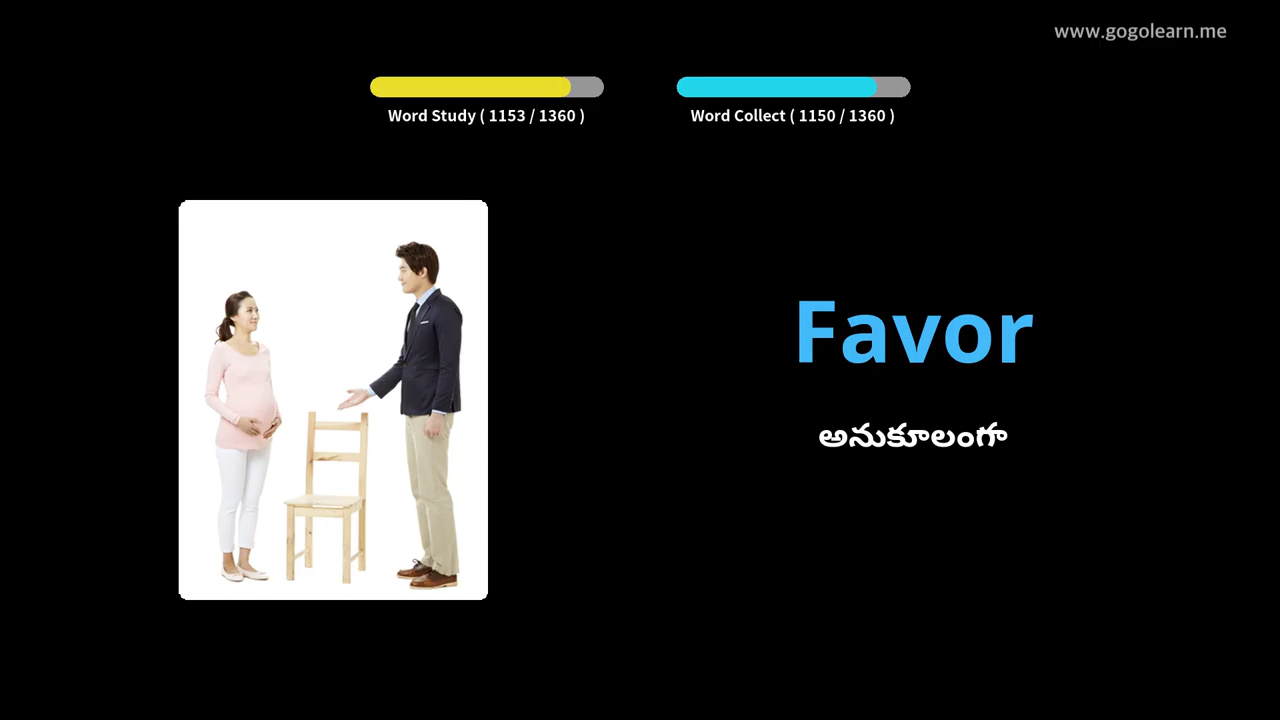 www.gogolearn.me
Word Study ( 1153 / 1360 )
Word Collect ( 1150 / 1360 )
Favor
అనుకూలంగా